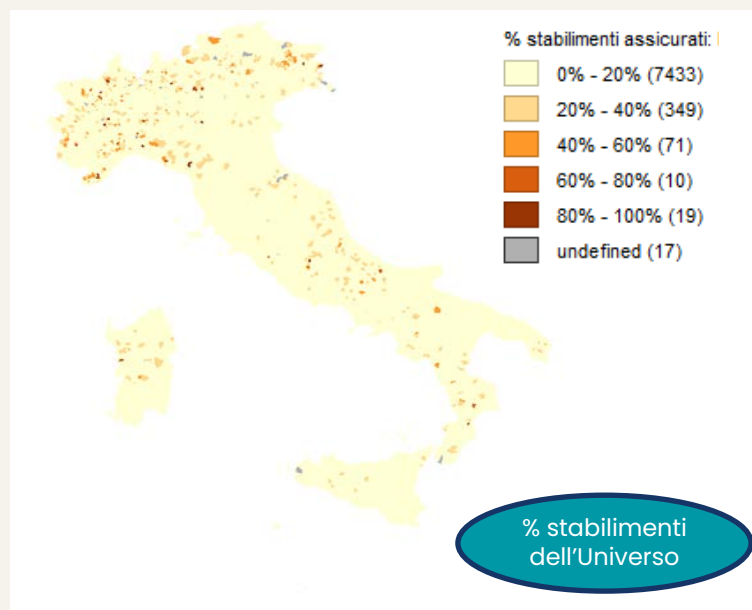 % stabilimenti assicurati:
0% - 20% (7433)
20% - 40% (349)
40% - 60% (71)
60% - 80% (10)
80% - 100% (19)
undefined (17)
% stabilimenti
dell'Universo